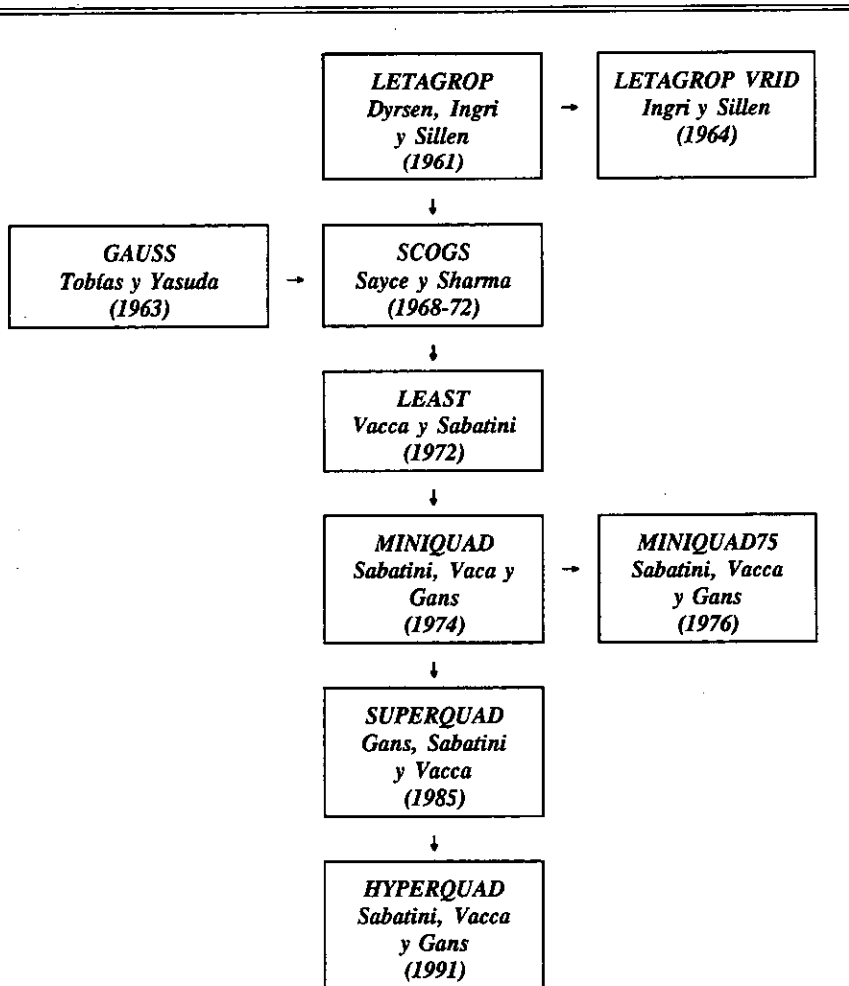 LETAGROP
Dyrsen, Ingri
y Sillen
(1961)
LETAGROP VRID
Ingri y Sillen
(1964)
GAUSS
Tobías y Yasuda
(1963)
SCOGS
Sayce y Sharma
(1968-72)
LEAST
Vacca y Sabatini
(1972)
MINIQUAD
Sabatini, Vaca y
Gans
(1974)
MINIQUAD75
Sabatini, Vacca
y Gans
(1976)
SUPERQUAD
Gans, Sabatini
y Vacca
(1985)
HYPERQUAD
Sabatini, Vacca
y Gans
(1991)